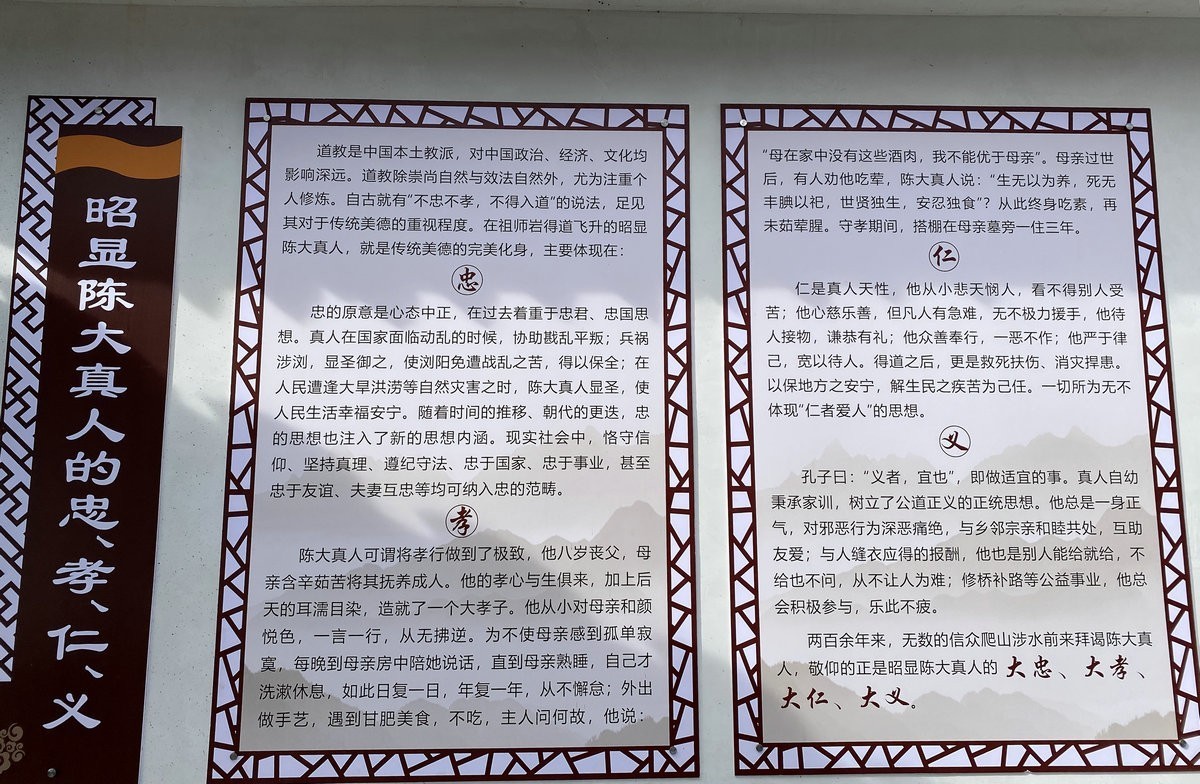 昭显陈大真人的忠、孝、仁、义
道教是中国本土教派，对中国政治、经济、文化均
影响深远。道教除崇尚自然与效法自然外，尤为注重个
人修炼。自古就有“不忠不孝，不得入道”的说法，足见
其对于传统美德的重视程度。在祖师岩得道飞升的昭显
陈大真人，就是传统美德的完美化身，主要体现在：
忠
忠的原意是心态中正，在过去着重于忠君、忠国思
想。真人在国家面临动乱的时候，协助戡乱平叛；兵祸
涉浏，显圣御之，使浏阳免遭战乱之苦，得以保全；在
人民遭逢大旱洪涝等自然灾害之时，陈大真人显圣，使
人民生活幸福安宁。随着时间的推移、朝代的更迭，忠
的思想也注入了新的思想内涵。现实社会中，恪守信
仰、坚持真理、遵纪守法、忠于国家、忠于事业，甚至
忠于友谊、夫妻互忠等均可纳入忠的范畴。
孝
陈大真人可谓将孝行做到了极致，他八岁丧父，母
亲含辛茹苦将其抚养成人。他的孝心与生俱来，加上后
天的耳濡目染，造就了一个大孝子。他从小对母亲和颜
悦色，一言一行，从无拂逆。为不使母亲感到孤单寂
寞，每晚到母亲房中陪她说话，直到母亲熟睡，自己才
洗漱休息，如此日复一日，年复一年，从不懈怠；外出
做手艺，遇到甘肥美食，不吃，主人问何故，他说：
“母在家中没有这些酒肉，我不能优于母亲”。母亲过世
后，有人劝他吃荤，陈大真人说：“生无以为养，死无
丰腆以祀，世贤独生，安忍独食”？从此终身吃素，再
未茹荤腥。守孝期间，搭棚在母亲墓旁一住三年。
仁
仁是真人天性，他从小悲天悯人，看不得别人受
苦；他心慈乐善，但凡人有急难，无不极力援手，他待
人接物，谦恭有礼；他众善奉行，一恶不作；他严于律
己，宽以待人。得道之后，更是救死扶伤、消灾捍患。
以保地方之安宁，解生民之疾苦为己任。一切所为无不
体现“仁者爱人”的思想。
义
孔子曰：“义者，宜也”，即做适宜的事。真人自幼
秉承家训，树立了公道正义的正统思想。他总是一身正
气，对邪恶行为深恶痛绝，与乡邻宗亲和睦共处，互助
友爱；与人缝衣应得的报酬，他也是别人能给就给，不
给也不问，从不让人为难；修桥补路等公益事业，他总
会积极参与，乐此不疲。
两百余年来，无数的信众爬山涉水前来拜谒陈大真
人，敬仰的正是昭显陈大真人的 大忠、大孝、
大仁、大义。